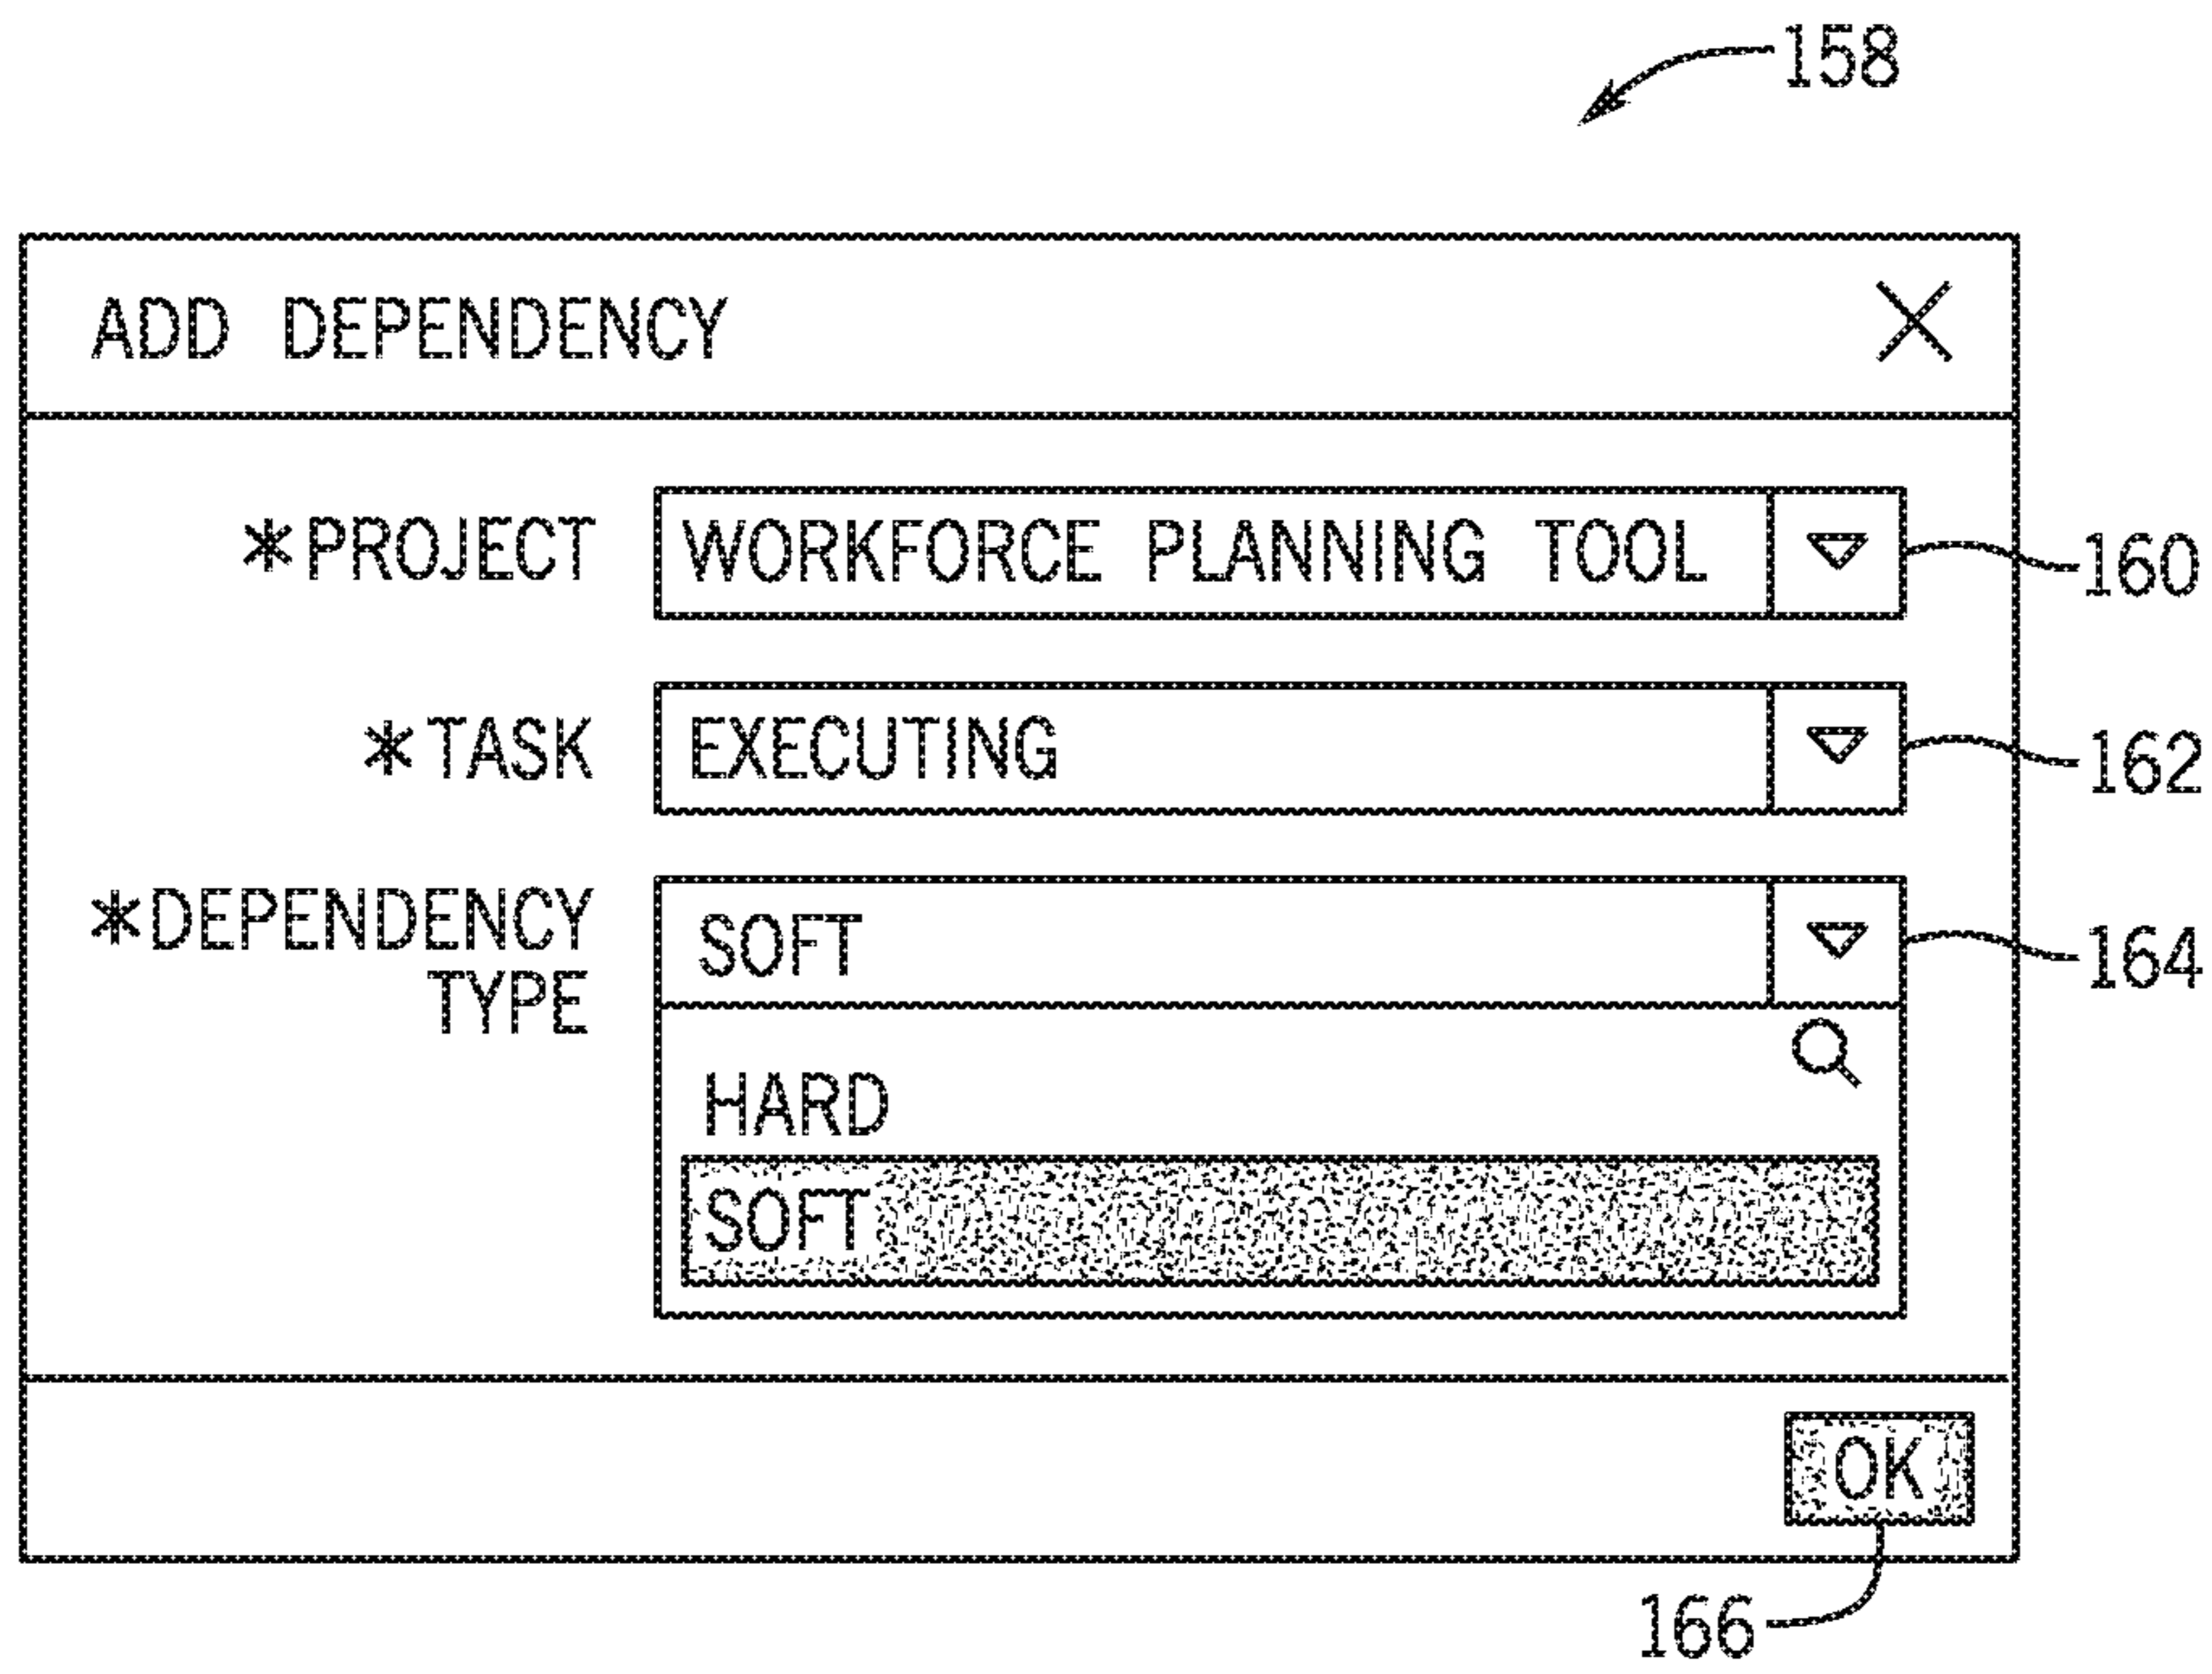 158
ADD DEPENDENCY
*PROJECT WORKFORCE PLANNING TOOL 160
*TASK EXECUTING 162
*DEPENDENCY TYPE SOFT 164
HARD
SOFT
OK
166